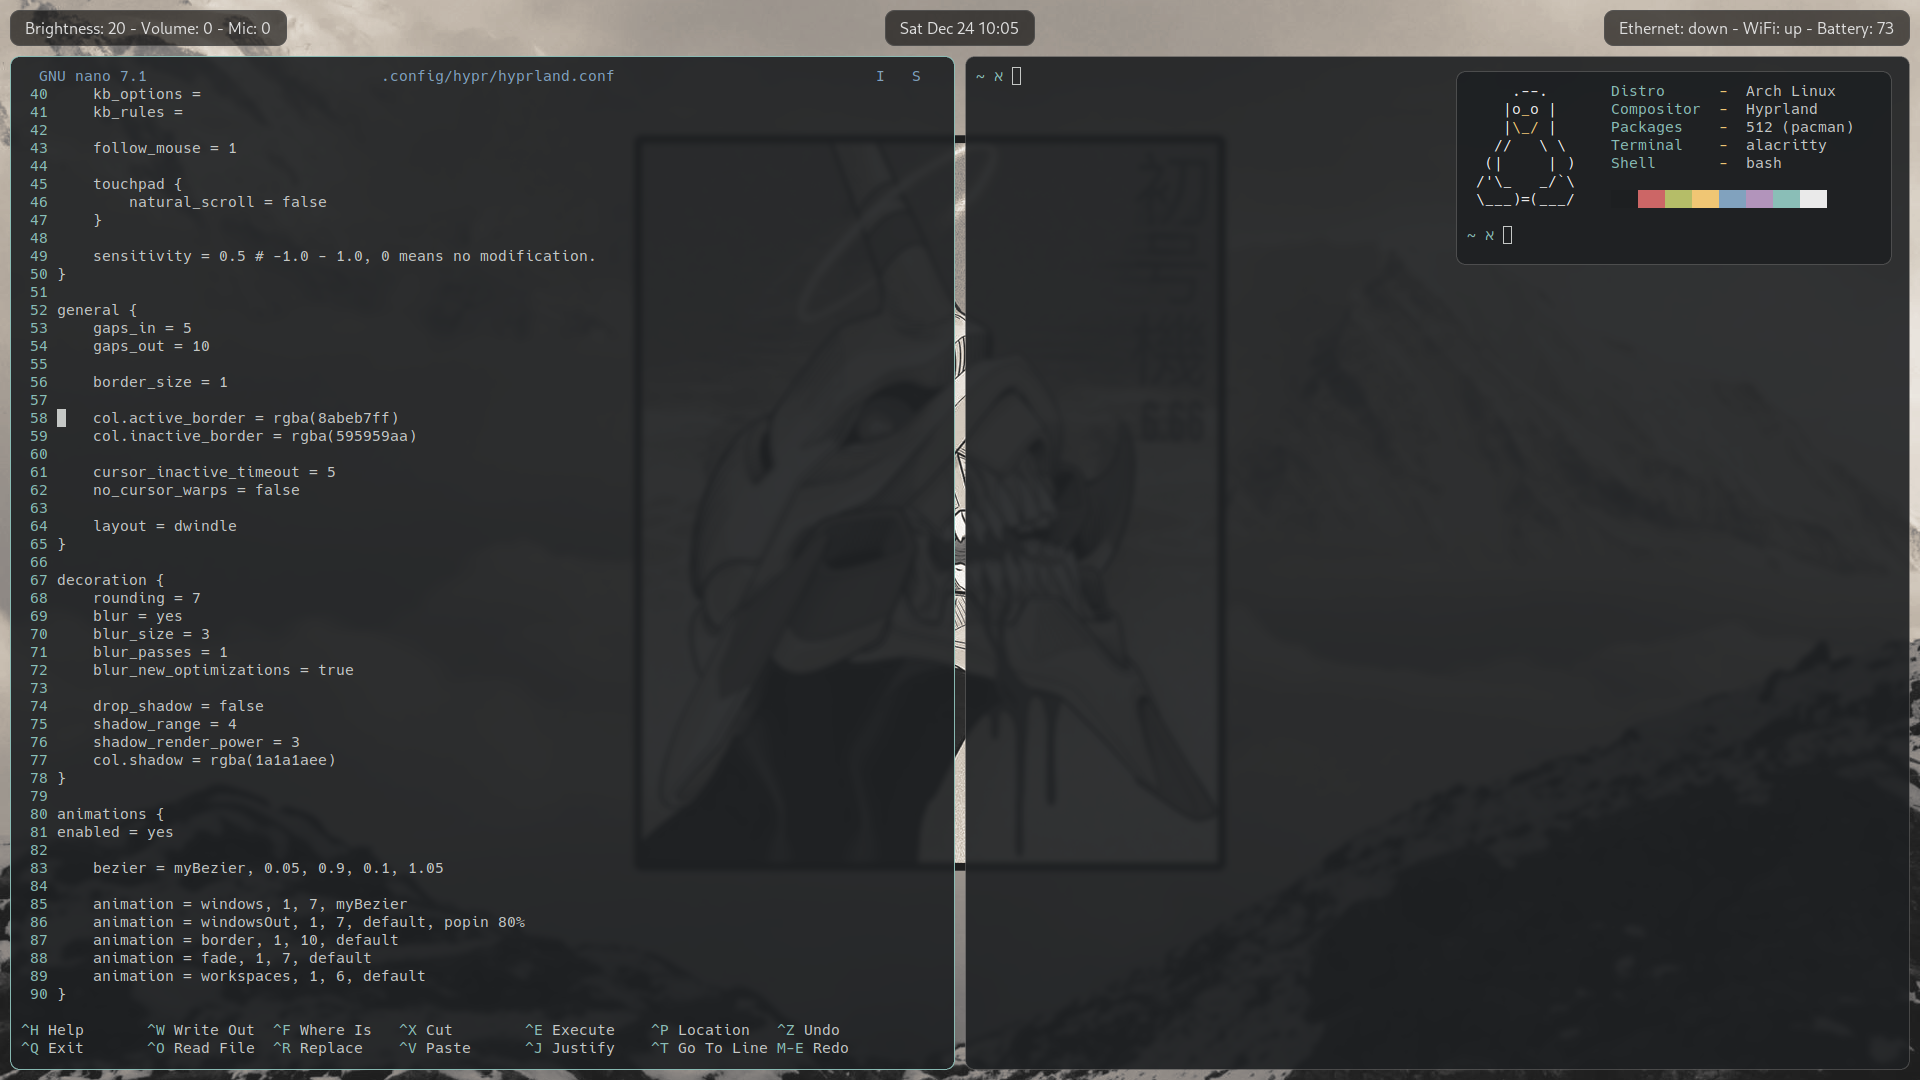 Brightness: 20 - Volume: 0 - Mic: 0
Sat Dec 24 10:05
Ethernet: down - WiFi: up - Battery: 73
GNU nano 7.1 .config/hypr/hyprland.conf I S
40 kb_options =
41 kb_rules =
42
43 follow_mouse = 1
44
45 touchpad {
46 natural_scroll = false
47 }
48
49 sensitivity = 0.5 # -1.0 - 1.0, 0 means no modification.
50 }
51
52 general {
53 gaps_in = 5
54 gaps_out = 10
55
56 border_size = 1
57
58 col.active_border = rgba(8abeb7ff)
59 col.inactive_border = rgba(595959aa)
60
61 cursor_inactive_timeout = 5
62 no_cursor_warps = false
63
64 layout = dwindle
65 }
66
67 decoration {
68 rounding = 7
69 blur = yes
70 blur_size = 3
71 blur_passes = 1
72 blur_new_optimizations = true
73
74 drop_shadow = false
75 shadow_range = 4
76 shadow_render_power = 3
77 col.shadow = rgba(1a1a1aee)
78 }
79
80 animations {
81 enabled = yes
82
83 bezier = myBezier, 0.05, 0.9, 0.1, 1.05
84
85 animation = windows, 1, 7, myBezier
86 animation = windowsOut, 1, 7, default, popin 80%
87 animation = border, 1, 10, default
88 animation = fade, 1, 7, default
89 animation = workspaces, 1, 6, default
90 }
^H Help ^W Write Out ^F Where Is ^X Cut ^E Execute ^P Location ^Z Undo
^Q Exit ^O Read File ^R Replace ^V Paste ^J Justify ^T Go To Line M-E Redo
~ א
.--. Distro - Arch Linux
|o_o | Compositor - Hyprland
|\_/ | Packages - 512 (pacman)
// \ \ Terminal - alacritty
(| | ) Shell - bash
/'\_ _/`\
\___)=(___/
~ א
初号機